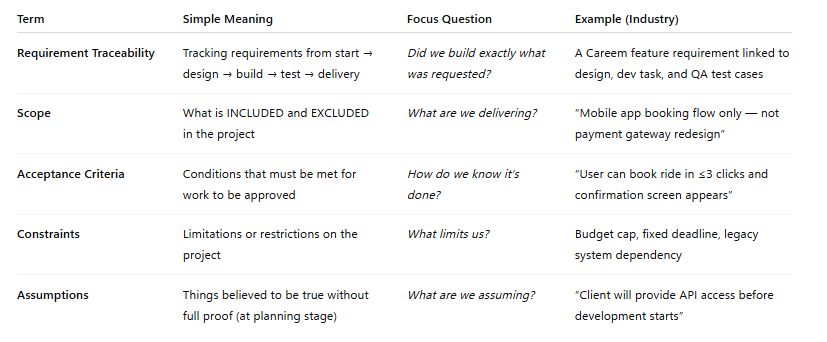 Term Simple Meaning Focus Question Example (Industry)
Requirement Traceability Tracking requirements from start → Did we build exactly what A Careem feature requirement linked to
design → build → test → delivery was requested? design, dev task, and QA test cases
Scope What is INCLUDED and EXCLUDED What are we delivering? “Mobile app booking flow only — not
in the project payment gateway redesign”
Acceptance Criteria Conditions that must be met for How do we know it’s “User can book ride in ≤3 clicks and
work to be approved done? confirmation screen appears”
Constraints Limitations or restrictions on the What limits us? Budget cap, fixed deadline, legacy
project system dependency
Assumptions Things believed to be true without What are we assuming? “Client will provide API access before
full proof (at planning stage) development starts”